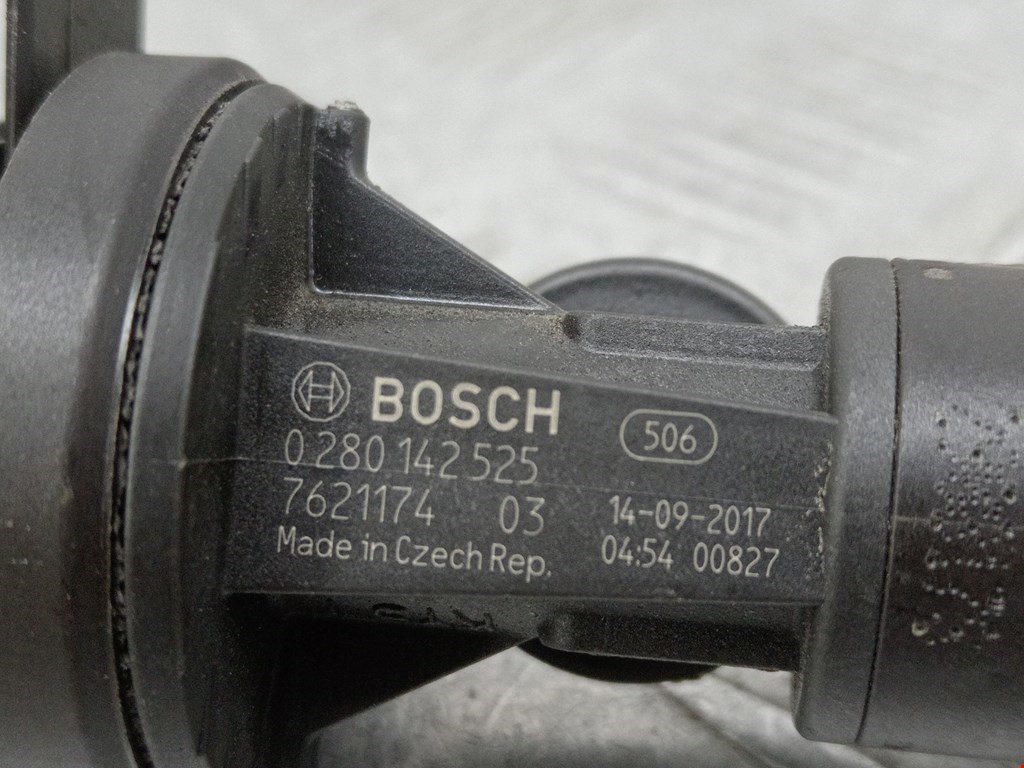 BOSCH 506
0 280 142 525
7621174 03 14-09-2017
Made in Czech Rep. 04:54 00827